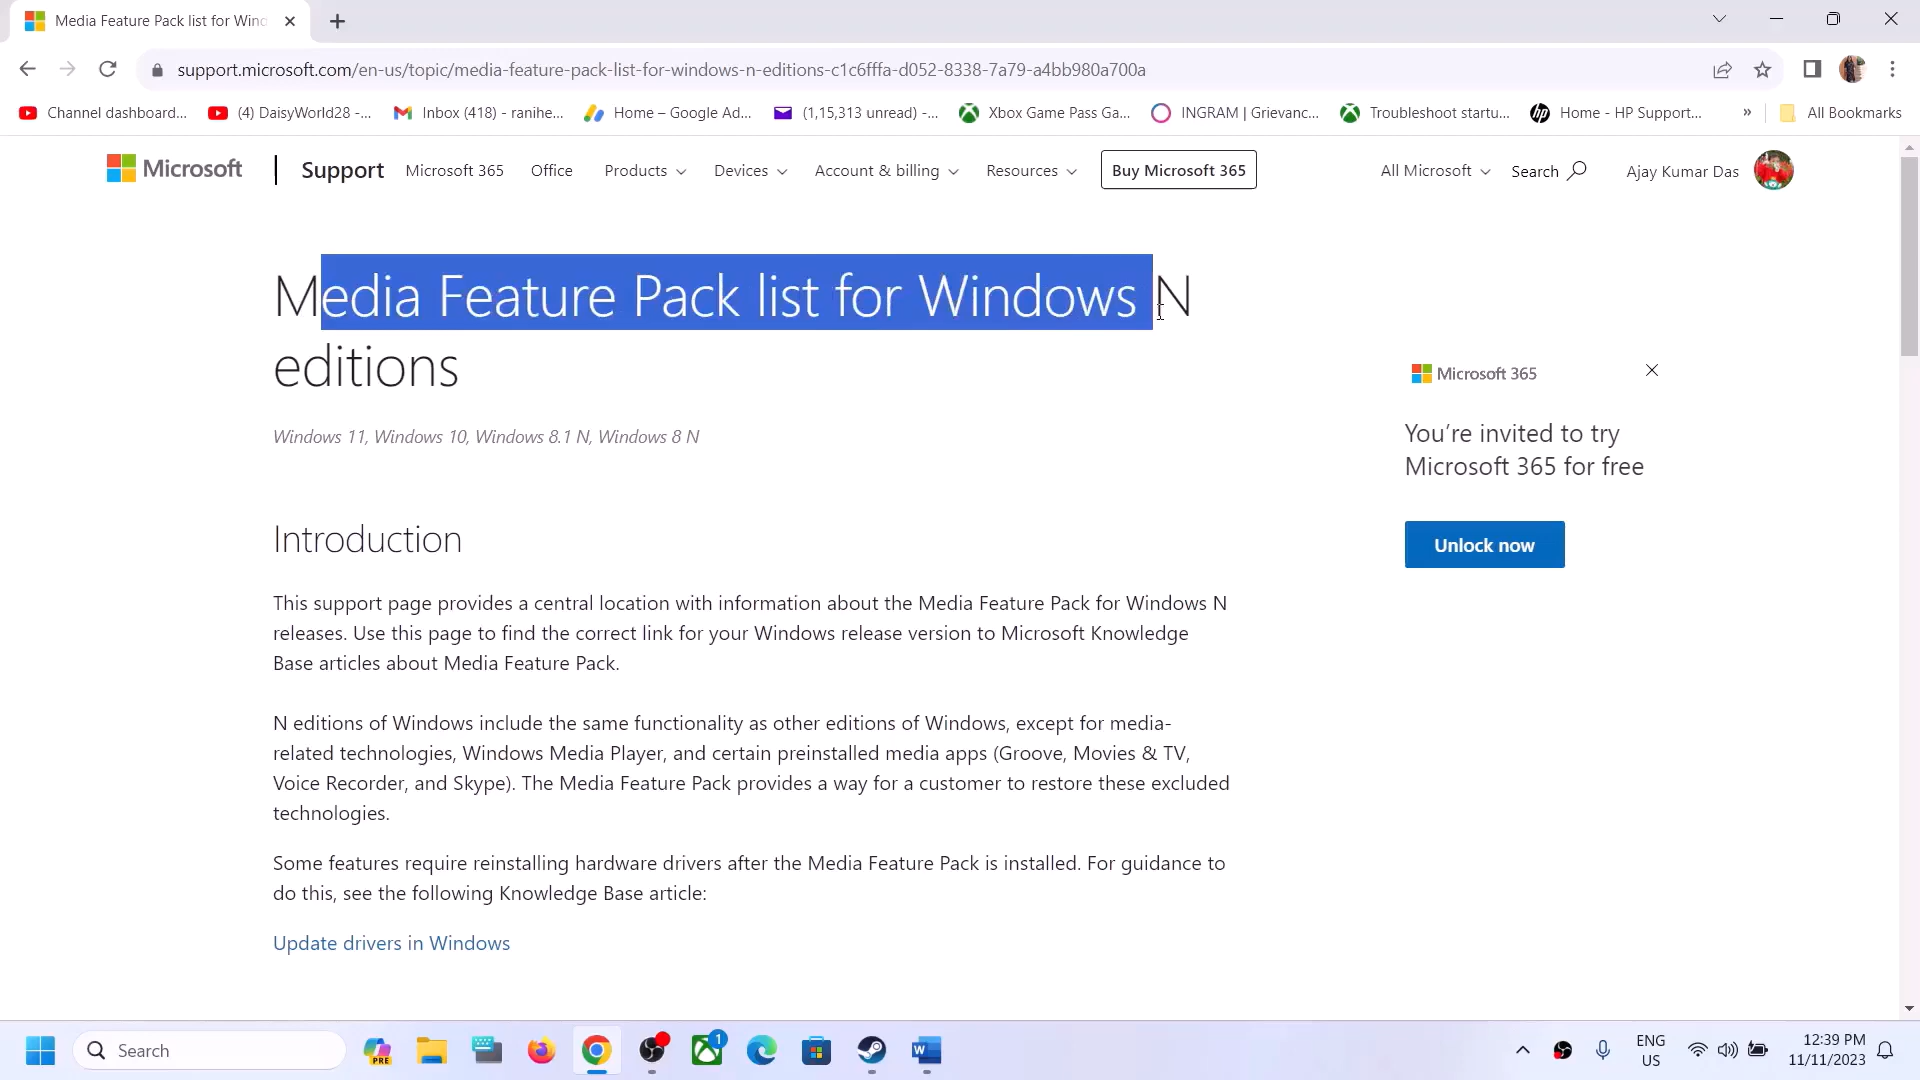 Media Feature Pack list for Wind
support.microsoft.com/en-us/topic/media-feature-pack-list-for-windows-n-editions-c1c6fffa-d052-8338-7a79-a4bb980a700a
Channel dashboard...
(4) DaisyWorld28 -...
Inbox (418) - ranihe...
Home – Google Ad...
(1,15,313 unread) -...
Xbox Game Pass Ga...
INGRAM | Grievanc...
Troubleshoot startu...
Home - HP Support...
»
All Bookmarks
Microsoft
Support
Microsoft 365
Office
Products
Devices
Account & billing
Resources
Buy Microsoft 365
All Microsoft
Search
Ajay Kumar Das
Media Feature Pack list for Windows N
editions
Windows 11, Windows 10, Windows 8.1 N, Windows 8 N
Microsoft 365
You're invited to try
Microsoft 365 for free
Unlock now
Introduction
This support page provides a central location with information about the Media Feature Pack for Windows N
releases. Use this page to find the correct link for your Windows release version to Microsoft Knowledge
Base articles about Media Feature Pack.
N editions of Windows include the same functionality as other editions of Windows, except for media-
related technologies, Windows Media Player, and certain preinstalled media apps (Groove, Movies & TV,
Voice Recorder, and Skype). The Media Feature Pack provides a way for a customer to restore these excluded
technologies.
Some features require reinstalling hardware drivers after the Media Feature Pack is installed. For guidance to
do this, see the following Knowledge Base article:
Update drivers in Windows
Search
PRE
1
ENG
US
12:39 PM
11/11/2023